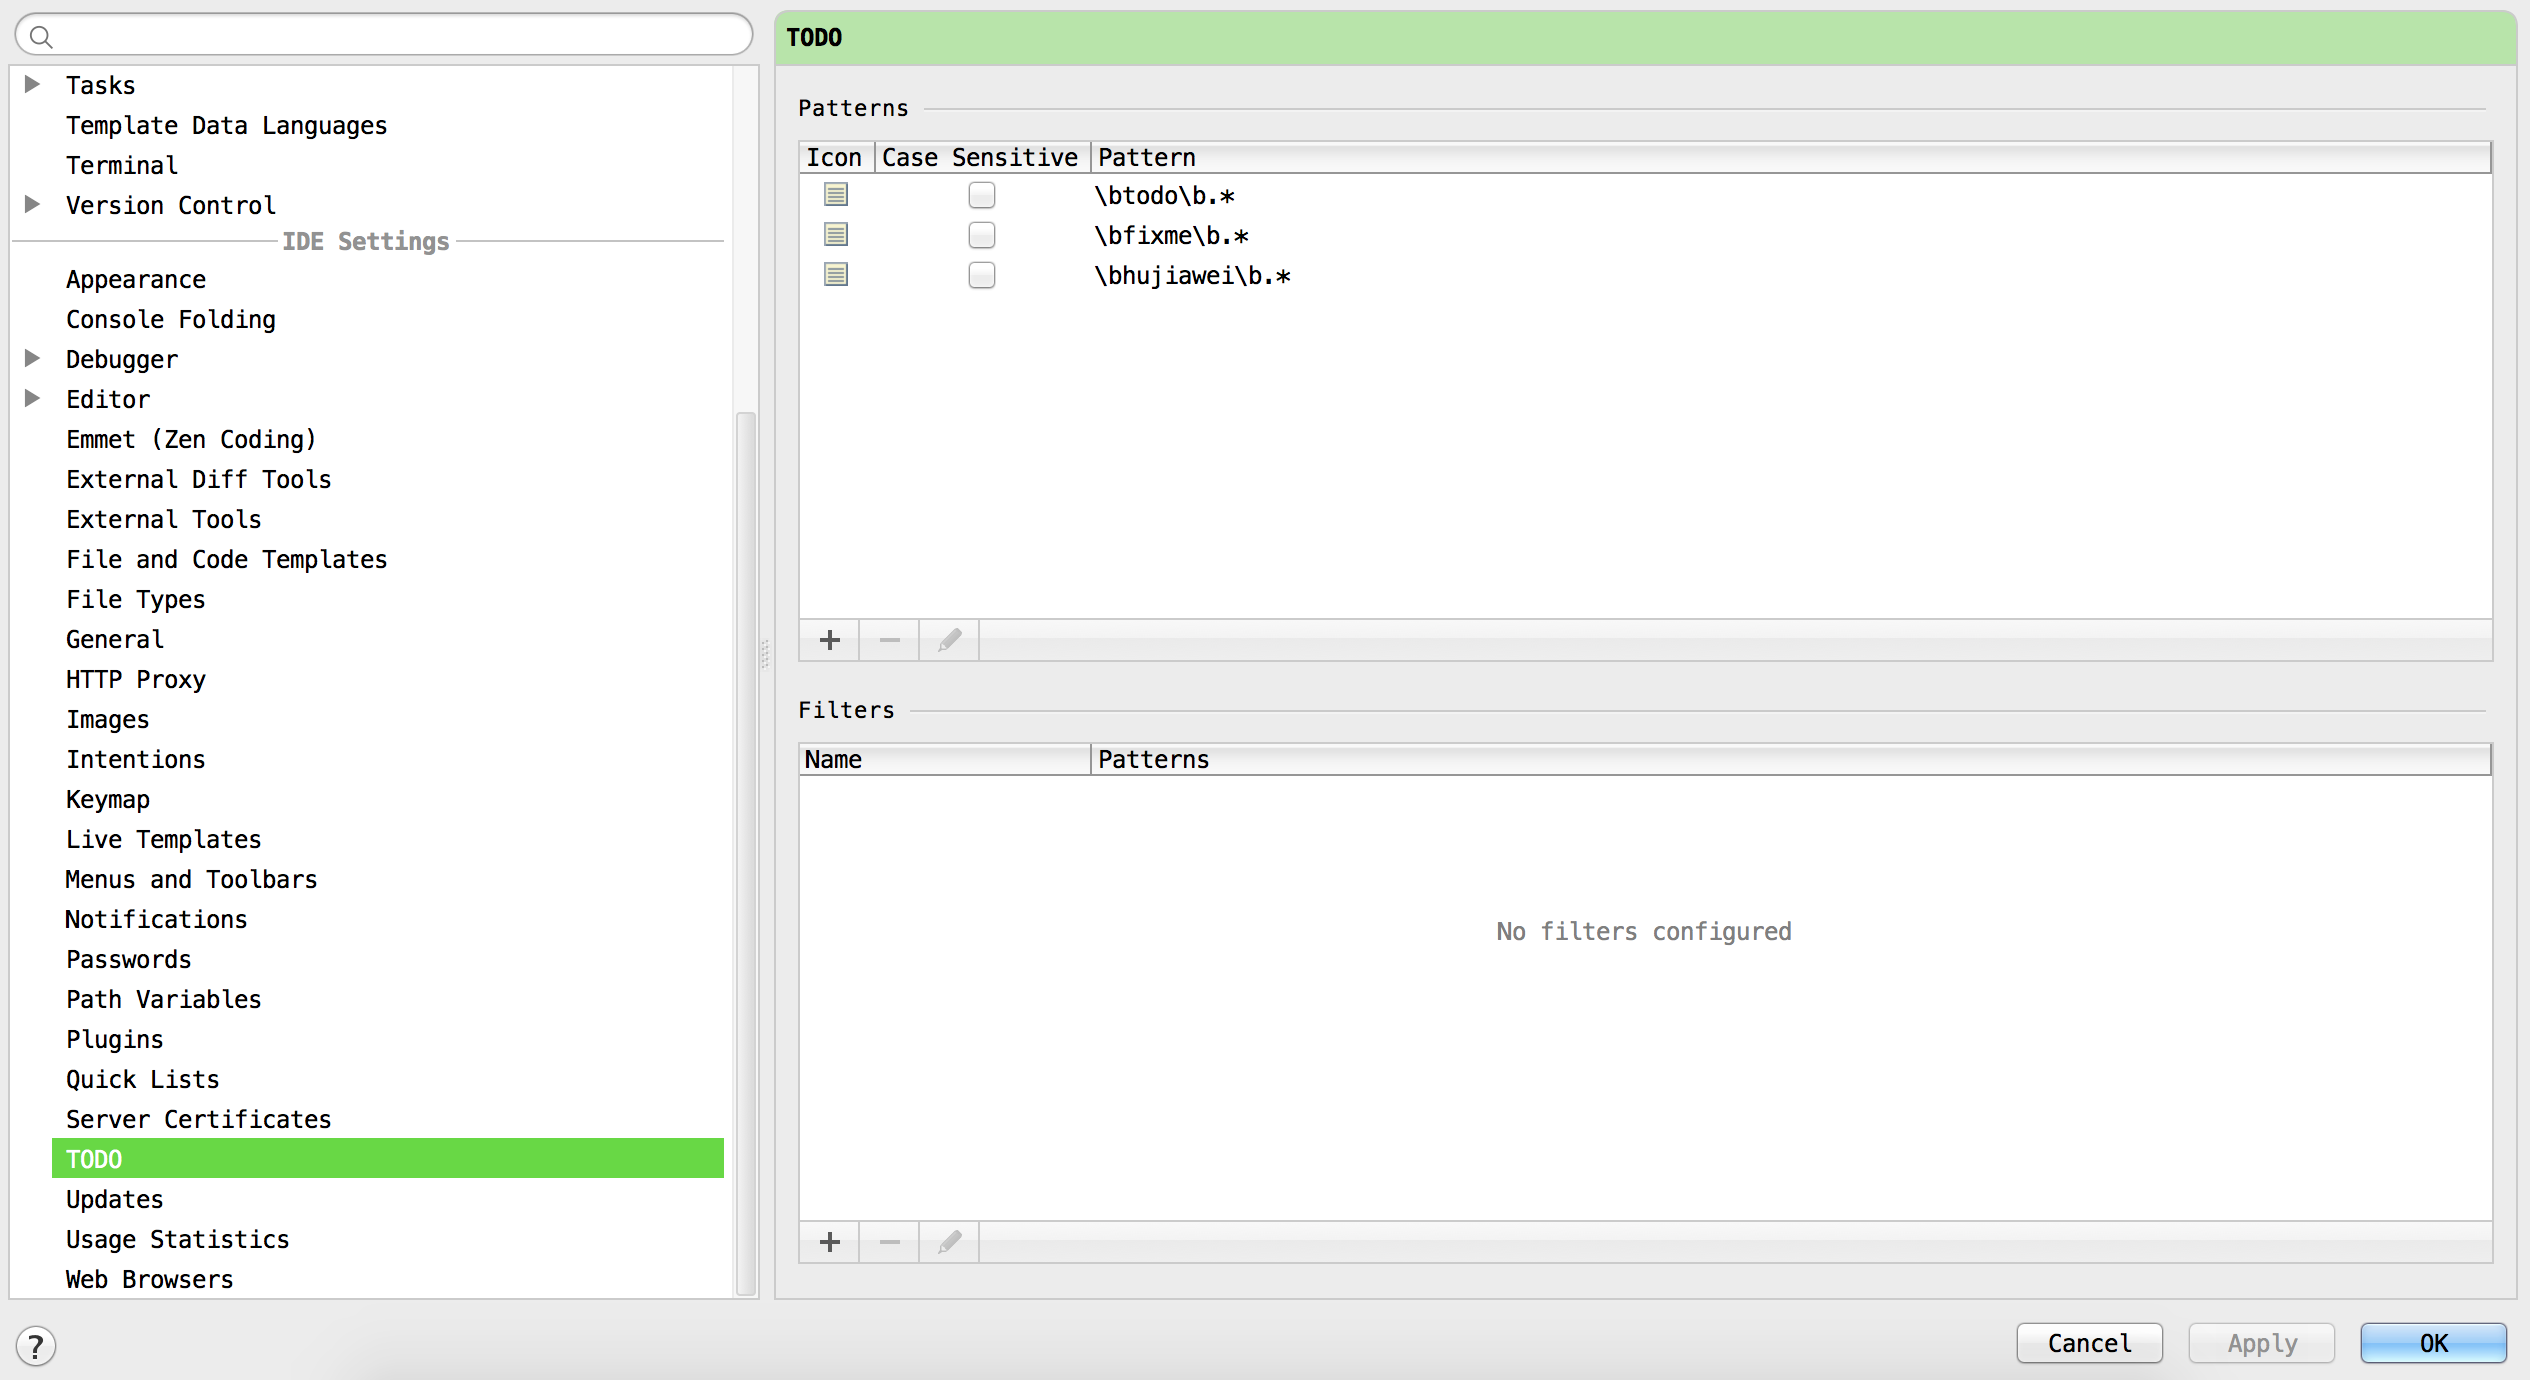 Tasks
Template Data Languages
Terminal
Version Control
IDE Settings
Appearance
Console Folding
Debugger
Editor
Emmet (Zen Coding)
External Diff Tools
External Tools
File and Code Templates
File Types
General
HTTP Proxy
Images
Intentions
Keymap
Live Templates
Menus and Toolbars
Notifications
Passwords
Path Variables
Plugins
Quick Lists
Server Certificates
TODO
Updates
Usage Statistics
Web Browsers
?
TODO
Patterns
Icon Case Sensitive Pattern
\btodo\b.*
\bfixme\b.*
\bhujiawei\b.*
Filters
Name Patterns
No filters configured
Cancel Apply OK